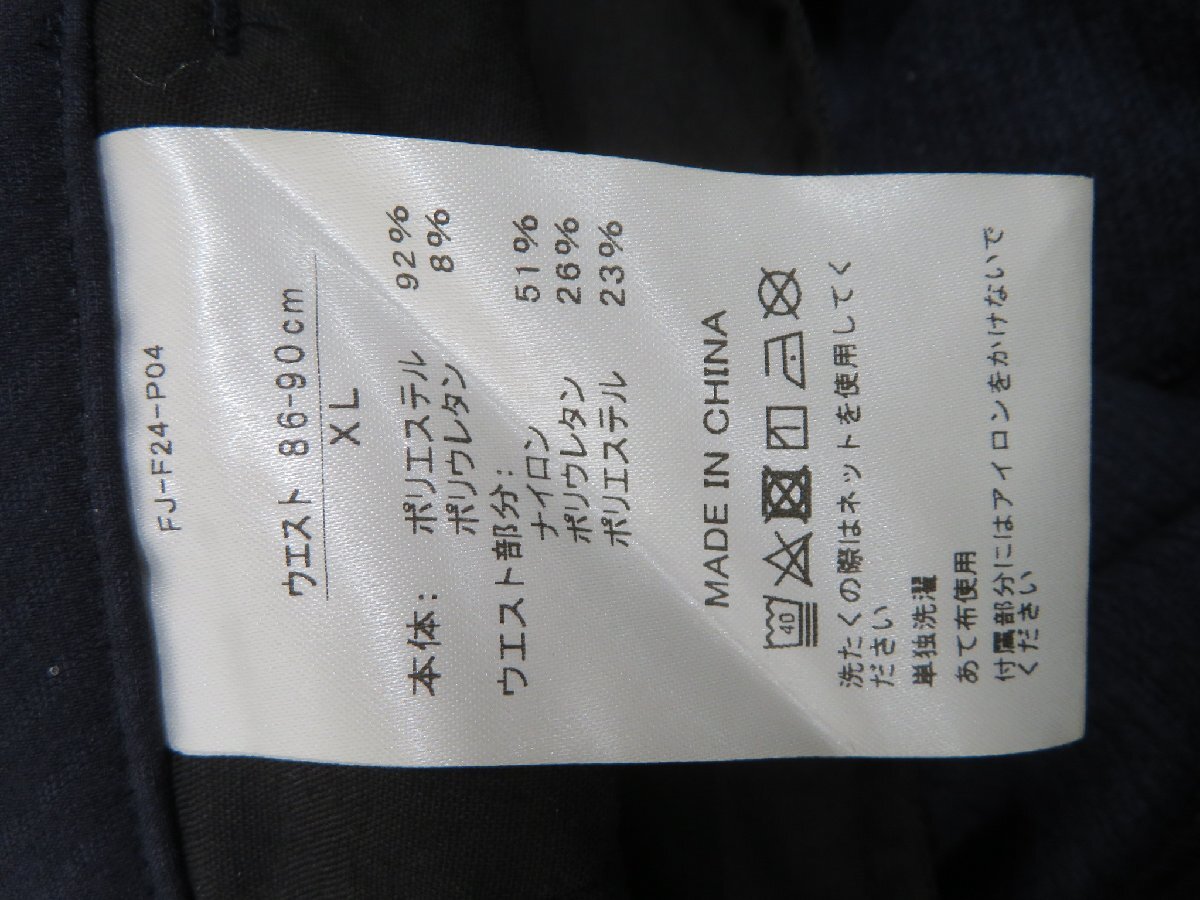 FJ-F24-P04
ウエスト 86-90cm
XL
本体: ポリエステル 92%
ポリウレタン 8%
ウエスト部分:
ナイロン 51%
ポリウレタン 26%
ポリエステル 23%
MADE IN CHINA
40
洗たくの際はネットを使用してく
ださい
単独洗濯
あて布使用
付属部分にはアイロンをかけないで
ください